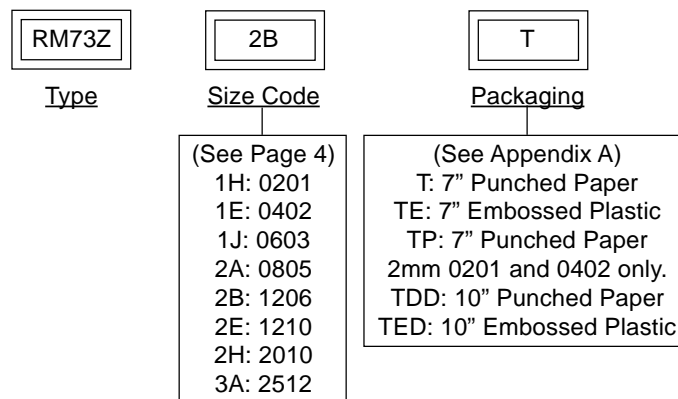 RM73Z 2B T
Type Size Code Packaging
(See Page 4)
1H: 0201
1E: 0402
1J: 0603
2A: 0805
2B: 1206
2E: 1210
2H: 2010
3A: 2512
(See Appendix A)
T: 7” Punched Paper
TE: 7” Embossed Plastic
TP: 7” Punched Paper
2mm 0201 and 0402 only.
TDD: 10” Punched Paper
TED: 10” Embossed Plastic